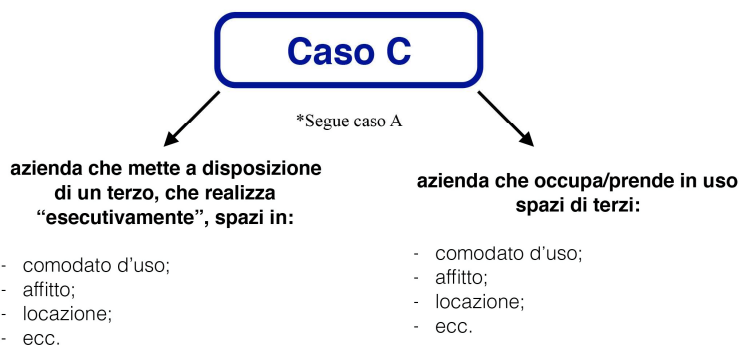 Caso C
*Segue caso A
azienda che mette a disposizione
di un terzo, che realizza
“esecutivamente”, spazi in:
- comodato d’uso;
- affitto;
- locazione;
- ecc.
azienda che occupa/prende in uso
spazi di terzi:
- comodato d’uso;
- affitto;
- locazione;
- ecc.